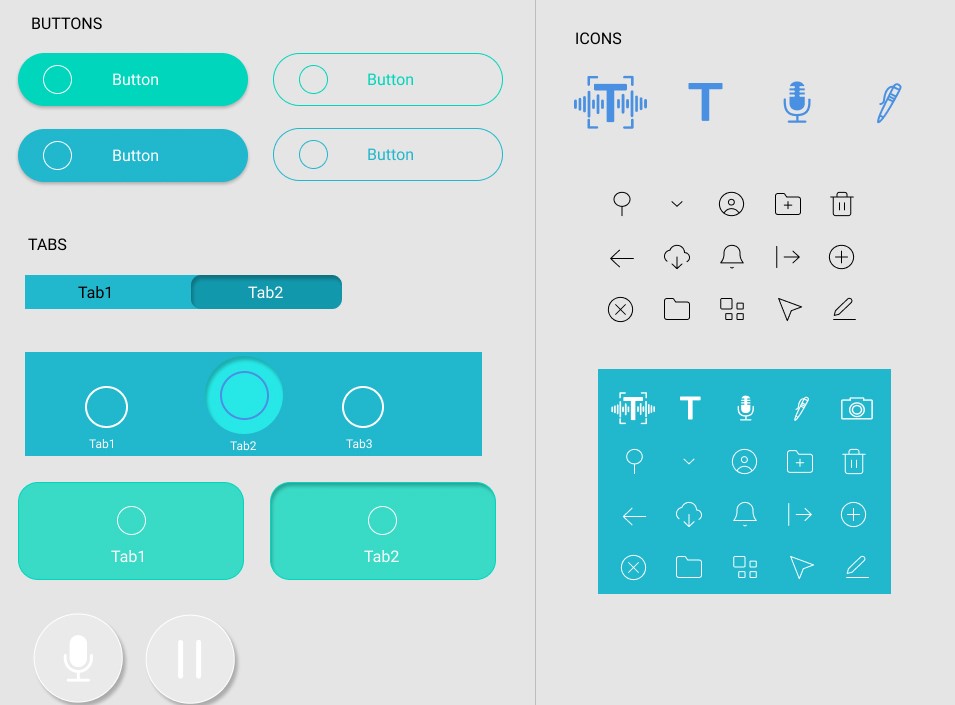 BUTTONS
Button
Button
Button
Button
TABS
Tab1
Tab2
Tab1
Tab2
Tab3
Tab1
Tab2
ICONS
T
T
T
T